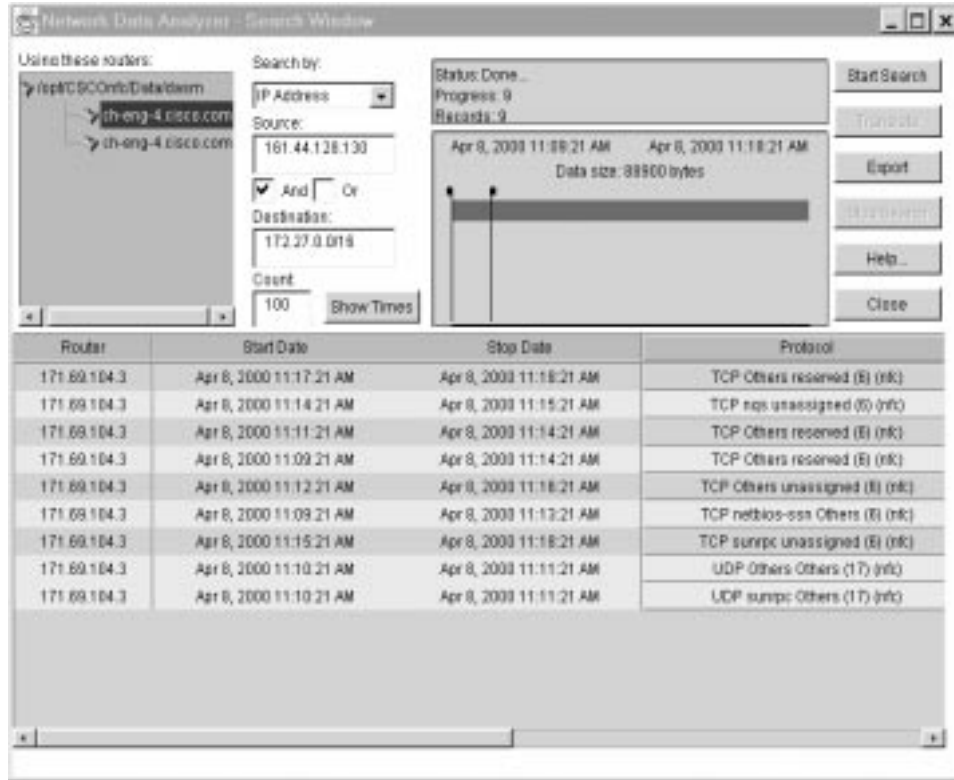 Network Data Analyzer - Search Window
Using these routers:
ch-eng-4.cisco.com
ch-eng-4.cisco.com
Search by:
IP Address
Source:
161.44.128.130
And Or
Destination:
172.27.0.0/16
Count
100 Show Times
Status: Done...
Progress: 9
Records: 9
Apr 8, 2000 11:18:21 AM
Data size: 88900 bytes
Start Search
Translate
Export
Stop Search
Help...
Close
Router Start Date Stop Date Protocol
171.69.104.3 Apr 8, 2000 11:17:21 AM Apr 8, 2000 11:18:21 AM TCP Others reserved (6) (nfc)
171.69.104.3 Apr 8, 2000 11:14:21 AM Apr 8, 2000 11:15:21 AM TCP nqs unassigned (6) (nfc)
171.69.104.3 Apr 8, 2000 11:11:21 AM Apr 8, 2000 11:14:21 AM TCP Others reserved (6) (nfc)
171.69.104.3 Apr 8, 2000 11:09:21 AM Apr 8, 2000 11:14:21 AM TCP Others reserved (6) (nfc)
171.69.104.3 Apr 8, 2000 11:12:21 AM Apr 8, 2000 11:16:21 AM TCP Others unassigned (6) (nfc)
171.69.104.3 Apr 8, 2000 11:09:21 AM Apr 8, 2000 11:13:21 AM TCP netbios-ssn Others (6) (nfc)
171.69.104.3 Apr 8, 2000 11:15:21 AM Apr 8, 2000 11:18:21 AM TCP sunrpc unassigned (6) (nfc)
171.69.104.3 Apr 8, 2000 11:10:21 AM Apr 8, 2000 11:11:21 AM UDP Others Others (17) (nfc)
171.69.104.3 Apr 8, 2000 11:10:21 AM Apr 8, 2000 11:11:21 AM UDP sunrpc Others (17) (nfc)